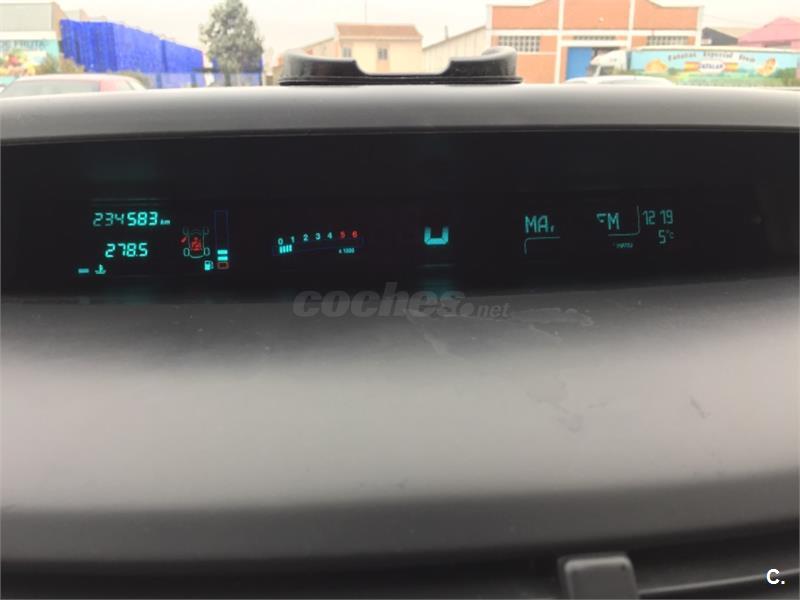 234583 km
278.5
0 1 2 3 4 5 6
x 1000
MA
FM
12 19
5°C
coches.net
c.